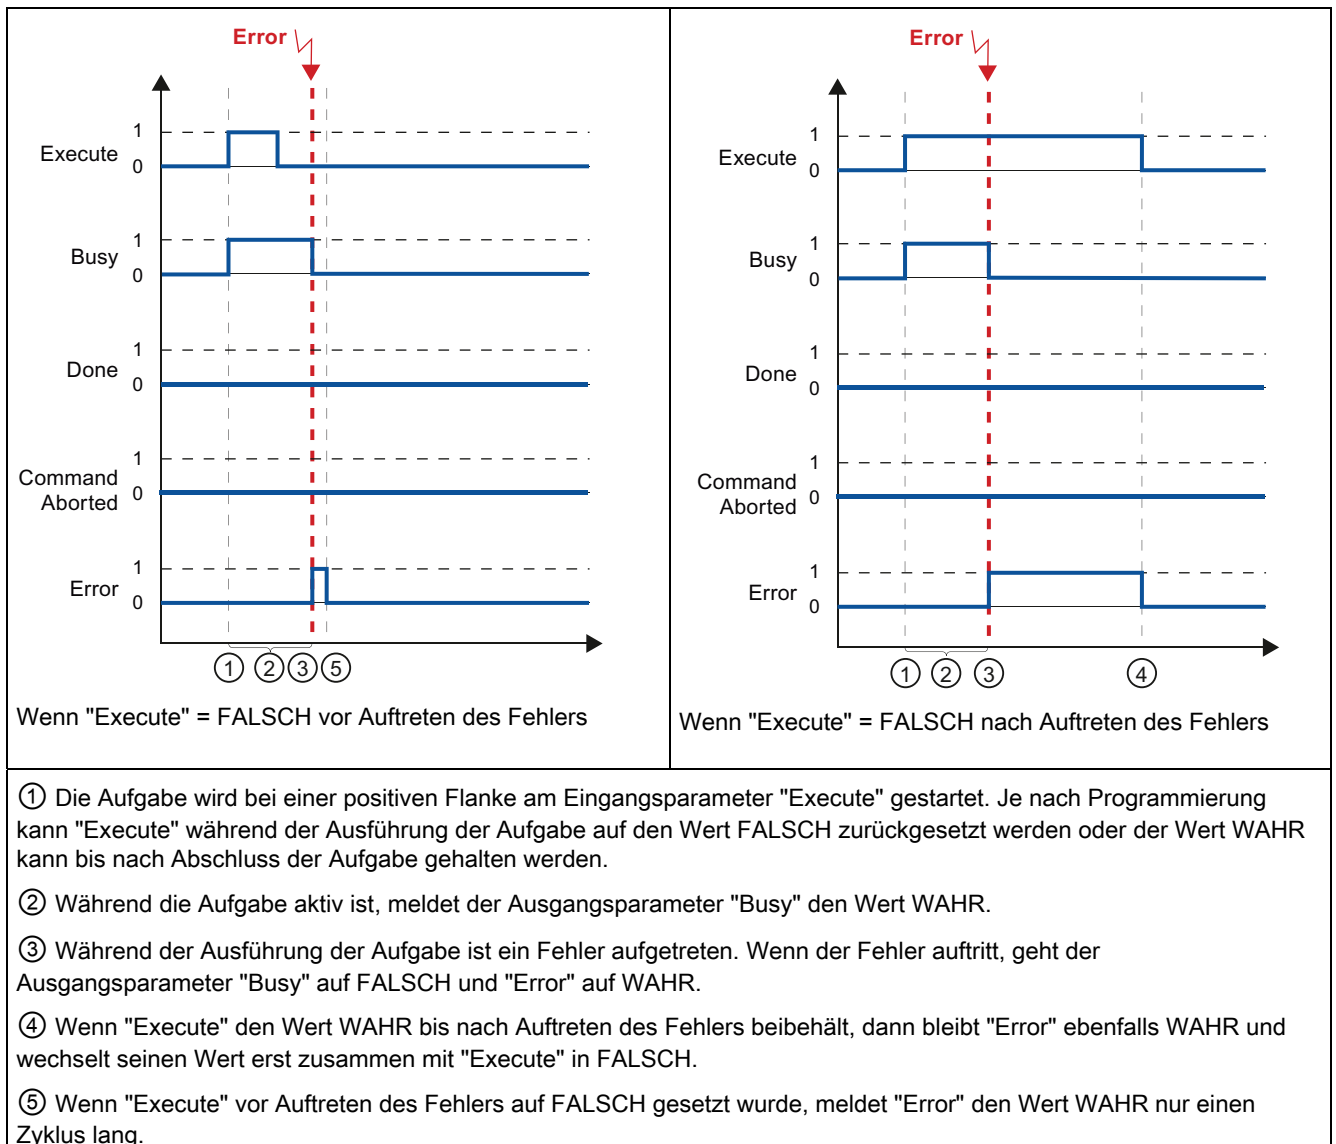 Error
1
Execute
0
1
Busy
0
1
Done
0
1
Command
0
Aborted
1
Error
0
① ② ③ ⑤
Wenn "Execute" = FALSCH vor Auftreten des Fehlers
Error
1
Execute
0
1
Busy
0
1
Done
0
1
Command
0
Aborted
1
Error
0
① ② ③ ④
Wenn "Execute" = FALSCH nach Auftreten des Fehlers
① Die Aufgabe wird bei einer positiven Flanke am Eingangsparameter "Execute" gestartet. Je nach Programmierung
kann "Execute" während der Ausführung der Aufgabe auf den Wert FALSCH zurückgesetzt werden oder der Wert WAHR
kann bis nach Abschluss der Aufgabe gehalten werden.
② Während die Aufgabe aktiv ist, meldet der Ausgangsparameter "Busy" den Wert WAHR.
③ Während der Ausführung der Aufgabe ist ein Fehler aufgetreten. Wenn der Fehler auftritt, geht der
Ausgangsparameter "Busy" auf FALSCH und "Error" auf WAHR.
④ Wenn "Execute" den Wert WAHR bis nach Auftreten des Fehlers beibehält, dann bleibt "Error" ebenfalls WAHR und
wechselt seinen Wert erst zusammen mit "Execute" in FALSCH.
⑤ Wenn "Execute" vor Auftreten des Fehlers auf FALSCH gesetzt wurde, meldet "Error" den Wert WAHR nur einen
Zyklus lang.